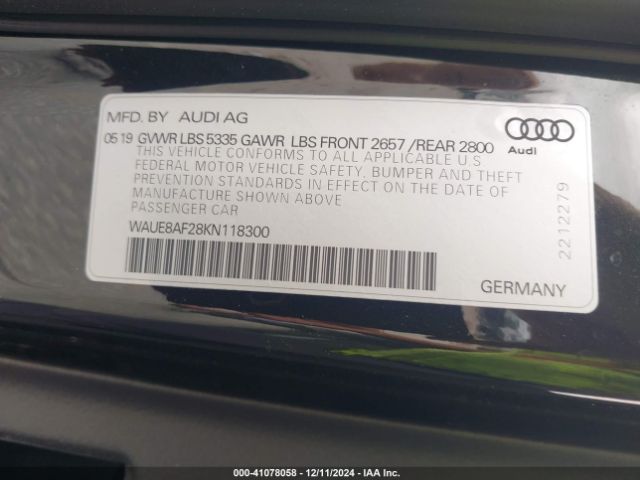 MFD. BY AUDI AG
05 19 GVWR LBS 5335 GAWR LBS FRONT 2657 / REAR 2800
THIS VEHICLE CONFORMS TO ALL APPLICABLE U.S
FEDERAL MOTOR VEHICLE SAFETY, BUMPER AND THEFT
PREVENTION STANDARDS IN EFFECT ON THE DATE OF
MANUFACTURE SHOWN ABOVE
PASSENGER CAR
WAUE8AF28KN118300
Audi
2212279
GERMANY
000-41078058 - 12/11/2024 - IAA Inc.